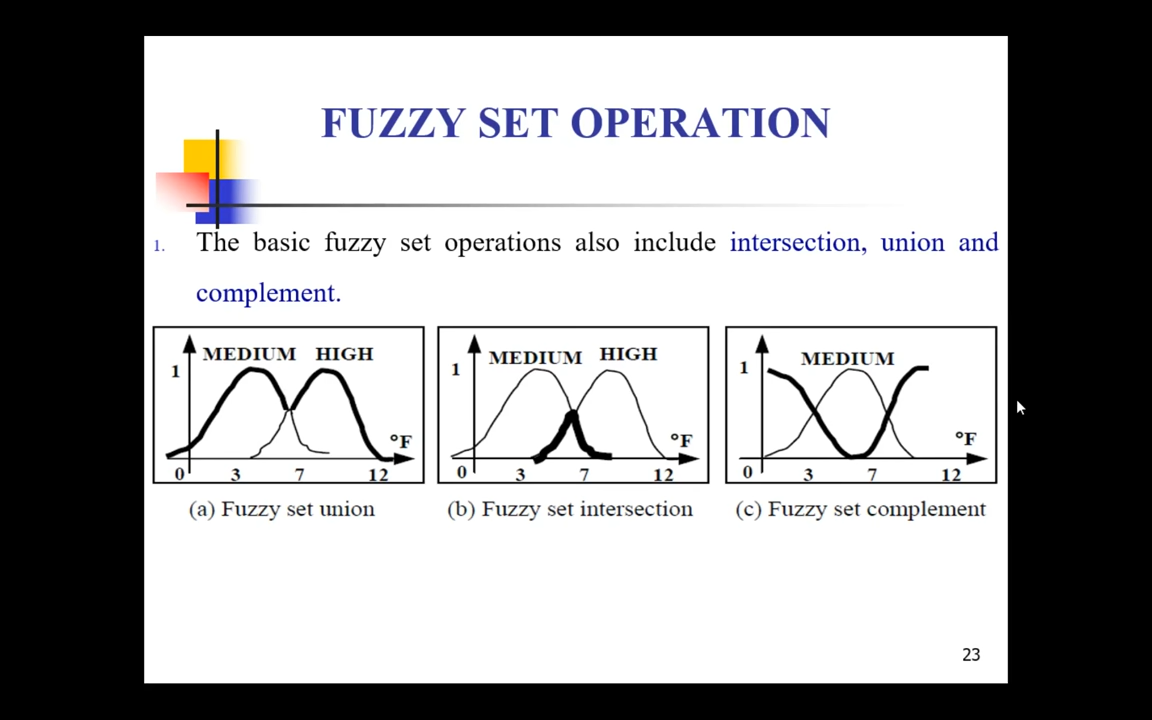 FUZZY SET OPERATION
1. The basic fuzzy set operations also include intersection, union and
complement.
MEDIUM HIGH
1
°F
0 3 7 12
(a) Fuzzy set union
MEDIUM HIGH
1
°F
0 3 7 12
(b) Fuzzy set intersection
MEDIUM
1
°F
0 3 7 12
(c) Fuzzy set complement
23